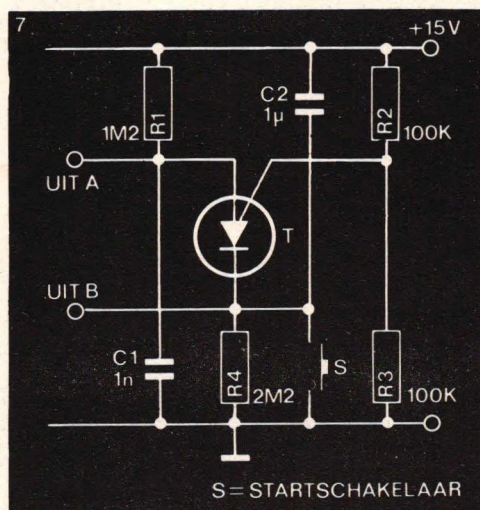 7
+15V
C2
1µ
R1
1M2
R2
100K
UIT A
T
UIT B
C1
1n
R4
2M2
S
R3
100K
S = STARTSCHAKELAAR